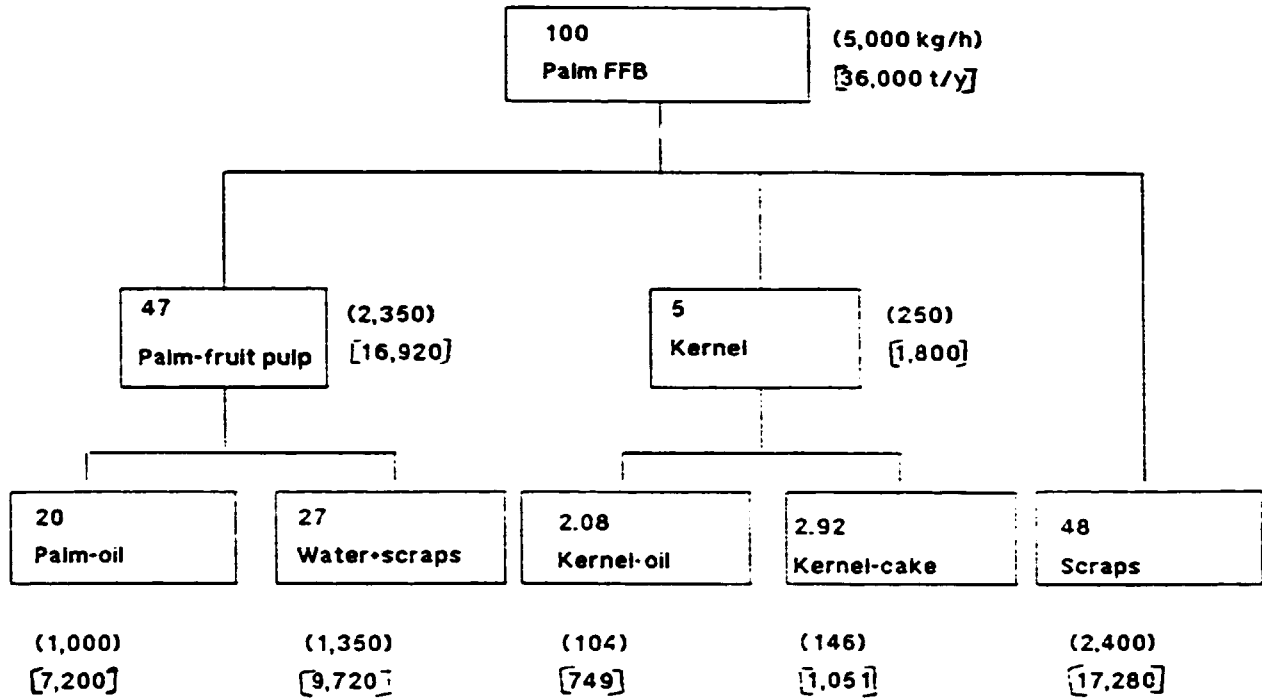 100
Palm FFB
(5,000 kg/h)
[36,000 t/y]
47
Palm-fruit pulp
(2,350)
[16,920]
5
Kernel
(250)
[1,800]
20
Palm-oil
27
Water+scraps
2.08
Kernel-oil
2.92
Kernel-cake
48
Scraps
(1,000)
(1,350)
(104)
(146)
(2,400)
[7,200]
[9,720]
[749]
[1,051]
[17,280]